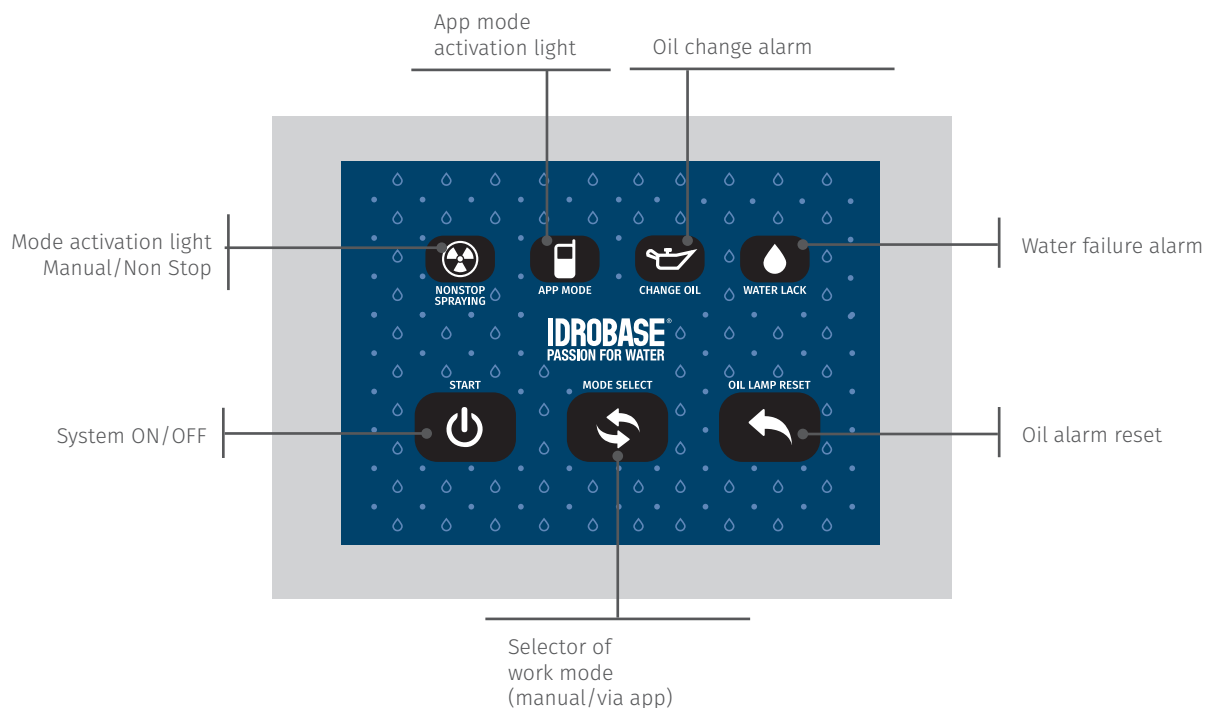 App mode
activation light
Oil change alarm
Mode activation light
Manual/Non Stop
Water failure alarm
NONSTOP
SPRAYING
APP MODE
CHANGE OIL
WATER LACK
IDROBASE®
PASSION FOR WATER
START
MODE SELECT
OIL LAMP RESET
System ON/OFF
Oil alarm reset
Selector of
work mode
(manual/via app)